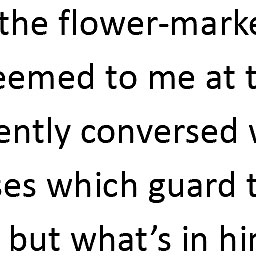 the flower-marke
eemed to me at t
ently conversed
ses which guard t
but what’s in hin